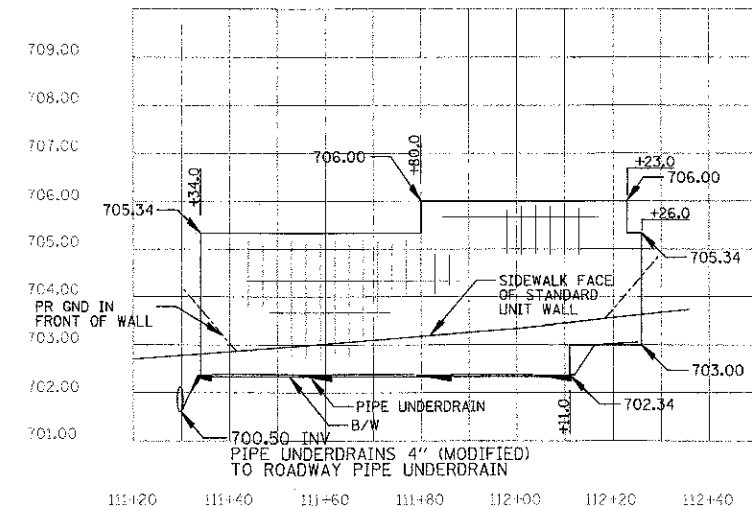 709.00
708.00
707.00
706.00
705.00
704.00
703.00
702.00
701.00
+34.0
705.34
706.00
+80.0
+23.0
706.00
+26.0
705.34
SIDEWALK FACE
OF STANDARD
UNIT WALL
PR GND IN
FRONT OF WALL
703.00
702.34
+11.0
PIPE UNDERDRAIN
B/W
700.50 INV
PIPE UNDERDRAINS 4" (MODIFIED)
TO ROADWAY PIPE UNDERDRAIN
111+20 111+40 111+60 111+80 112+00 112+20 112+40